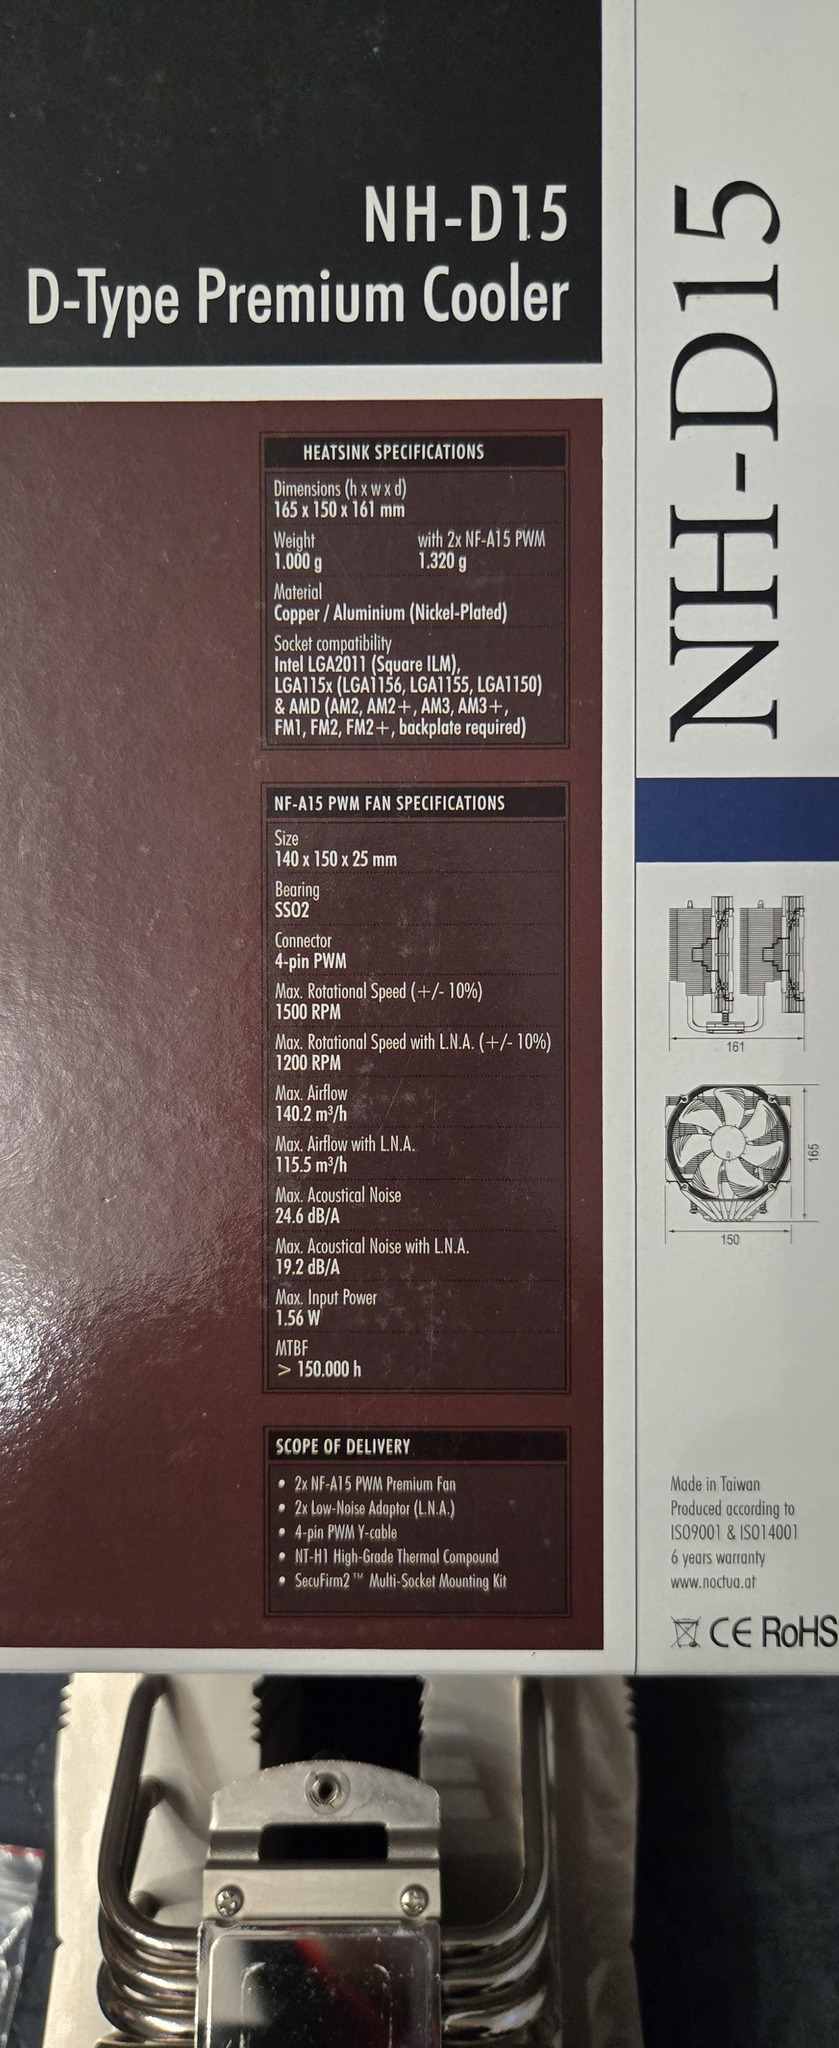 NH-D15
D-Type Premium Cooler
HEATSINK SPECIFICATIONS
Dimensions (h x w x d)
165 x 150 x 161 mm
Weight with 2x NF-A15 PWM
1.000 g 1.320 g
Material
Copper / Aluminium (Nickel-Plated)
Socket compatibility
Intel LGA2011 (Square ILM),
LGA115x (LGA1156, LGA1155, LGA1150)
& AMD (AM2, AM2+, AM3, AM3+,
FM1, FM2, FM2+, backplate required)
NF-A15 PWM FAN SPECIFICATIONS
Size
140 x 150 x 25 mm
Bearing
SSO2
Connector
4-pin PWM
Max. Rotational Speed (+/- 10%)
1500 RPM
Max. Rotational Speed with L.N.A. (+/- 10%)
1200 RPM
Max. Airflow
140.2 m³/h
Max. Airflow with L.N.A.
115.5 m³/h
Max. Acoustical Noise
24.6 dB/A
Max. Acoustical Noise with L.N.A.
19.2 dB/A
Max. Input Power
1.56 W
MTBF
> 150.000 h
SCOPE OF DELIVERY
• 2x NF-A15 PWM Premium Fan
• 2x Low-Noise Adaptor (L.N.A.)
• 4-pin PWM Y-cable
• NT-H1 High-Grade Thermal Compound
• SecuFirm2™ Multi-Socket Mounting Kit
NH-D15
161
165
150
Made in Taiwan
Produced according to
ISO9001 & ISO14001
6 years warranty
www.noctua.at
CE RoHS